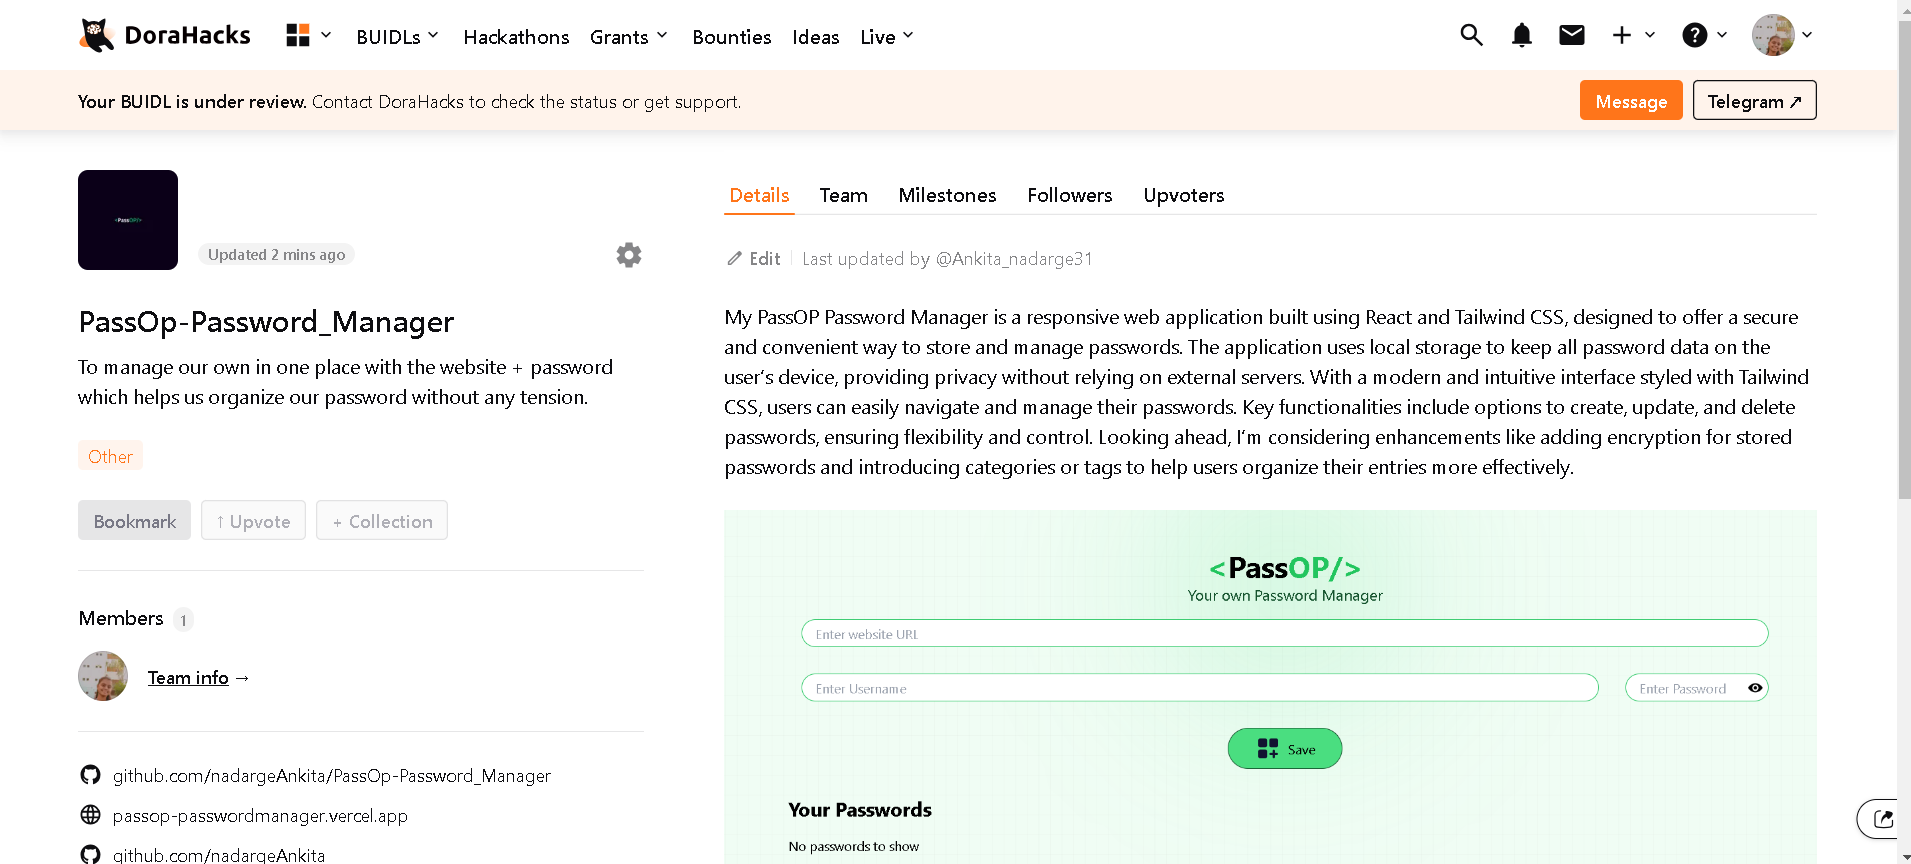 DoraHacks
BUIDLs
Hackathons
Grants
Bounties
Ideas
Live
Your BUIDL is under review. Contact DoraHacks to check the status or get support.
Message
Telegram ↗
<PassOP/>
Updated 2 mins ago
PassOp-Password_Manager
To manage our own in one place with the website + password
which helps us organize our password without any tension.
Other
Bookmark
↑ Upvote
+ Collection
Members 1
Team info →
github.com/nadargeAnkita/PassOp-Password_Manager
passop-passwordmanager.vercel.app
github.com/nadargeAnkita
Details
Team
Milestones
Followers
Upvoters
Edit
Last updated by @Ankita_nadarge31
My PassOP Password Manager is a responsive web application built using React and Tailwind CSS, designed to offer a secure
and convenient way to store and manage passwords. The application uses local storage to keep all password data on the
user's device, providing privacy without relying on external servers. With a modern and intuitive interface styled with Tailwind
CSS, users can easily navigate and manage their passwords. Key functionalities include options to create, update, and delete
passwords, ensuring flexibility and control. Looking ahead, I'm considering enhancements like adding encryption for stored
passwords and introducing categories or tags to help users organize their entries more effectively.
<PassOP/>
Your own Password Manager
Enter website URL
Enter Username
Enter Password
Save
Your Passwords
No passwords to show